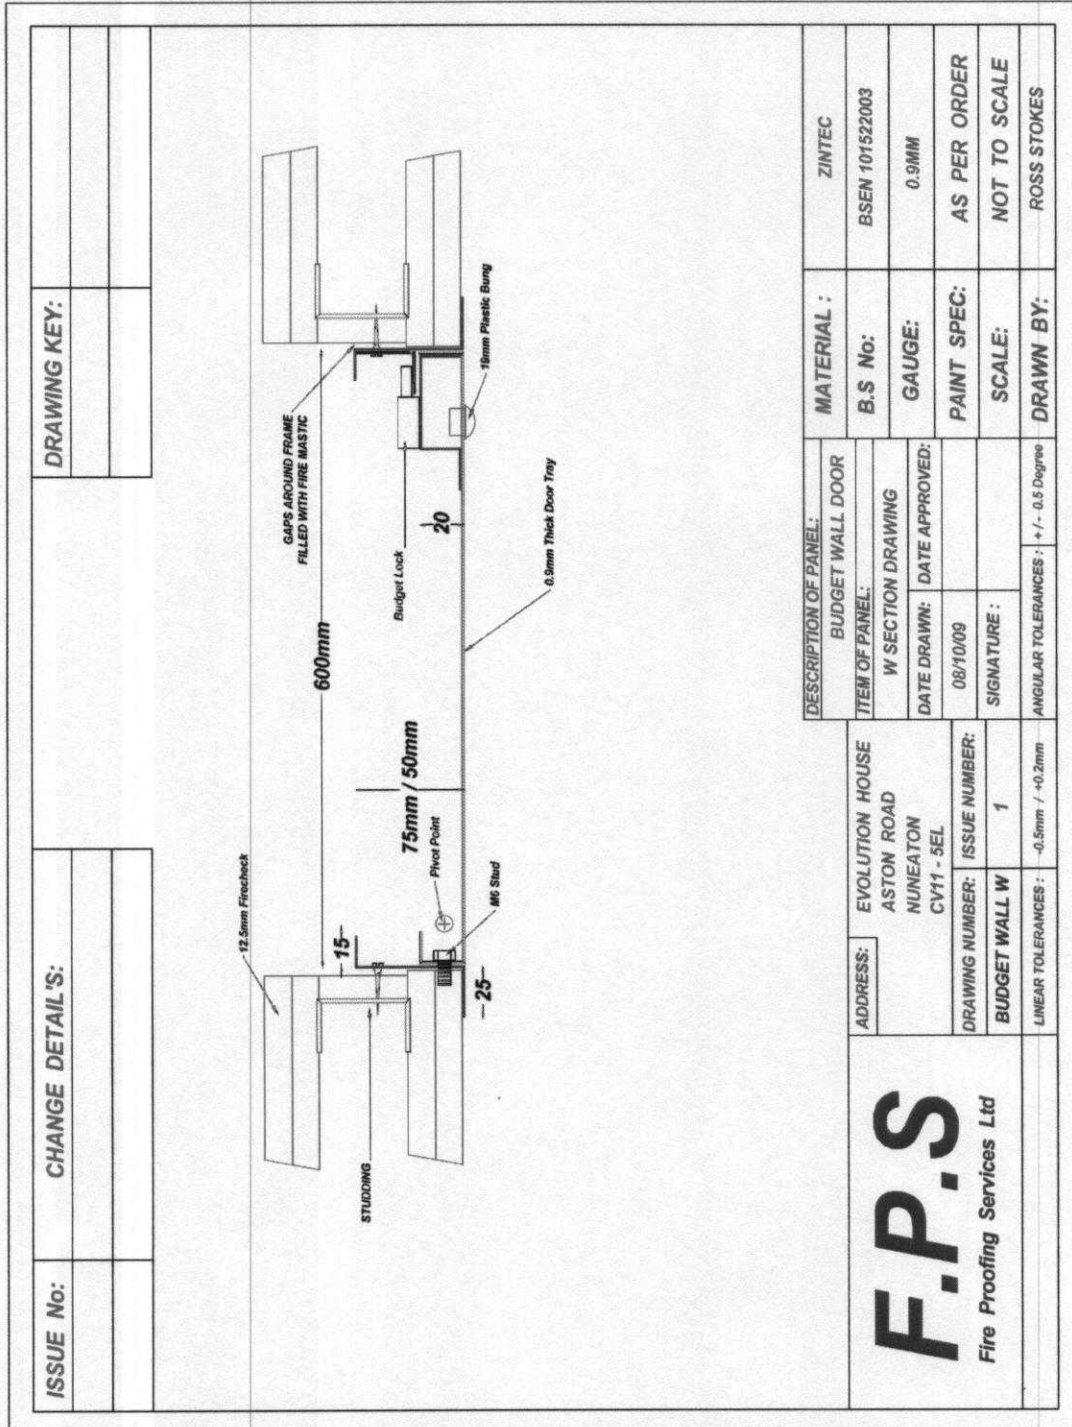 ISSUE No:
CHANGE DETAIL'S:
DRAWING KEY:
12.5mm Firecheck
GAPS AROUND FRAME
FILLED WITH FIRE MASTIC
600mm
15
75mm / 50mm
Budget Lock
STUDDING
Pivot Point
20
M6 Stud
25
19mm Plastic Bung
0.9mm Thick Door Tray
F.P.S
Fire Proofing Services Ltd
ADDRESS:
EVOLUTION HOUSE
ASTON ROAD
NUNEATON
CV11 - 5EL
DRAWING NUMBER:
BUDGET WALL W
ISSUE NUMBER:
1
LINEAR TOLERANCES : -0.5mm / +0.2mm
DESCRIPTION OF PANEL:
BUDGET WALL DOOR
ITEM OF PANEL:
W SECTION DRAWING
DATE DRAWN:
08/10/09
DATE APPROVED:
SIGNATURE :
ANGULAR TOLERANCES : + / - 0.5 Degree
MATERIAL : ZINTEC
B.S No: BSEN 101522003
GAUGE: 0.9MM
PAINT SPEC: AS PER ORDER
SCALE: NOT TO SCALE
DRAWN BY: ROSS STOKES